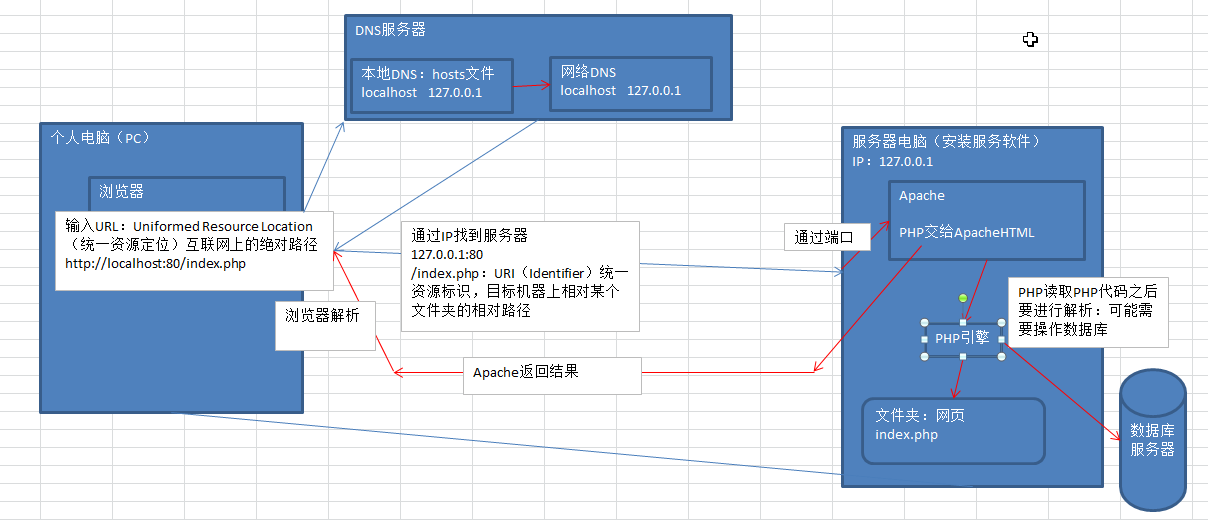 DNS服务器
本地DNS：hosts文件
localhost 127.0.0.1
网络DNS
localhost 127.0.0.1
个人电脑（PC）
浏览器
输入URL：Uniformed Resource Location
（统一资源定位）互联网上的绝对路径
http://localhost:80/index.php
浏览器解析
通过IP找到服务器
127.0.0.1:80
/index.php：URI（Identifier）统一
资源标识，目标机器上相对某个
文件夹的相对路径
Apache返回结果
通过端口
服务器电脑（安装服务软件）
IP：127.0.0.1
Apache
PHP交给ApacheHTML
PHP读取PHP代码之后
要进行解析：可能需
要操作数据库
PHP引擎
文件夹：网页
index.php
数据库
服务器